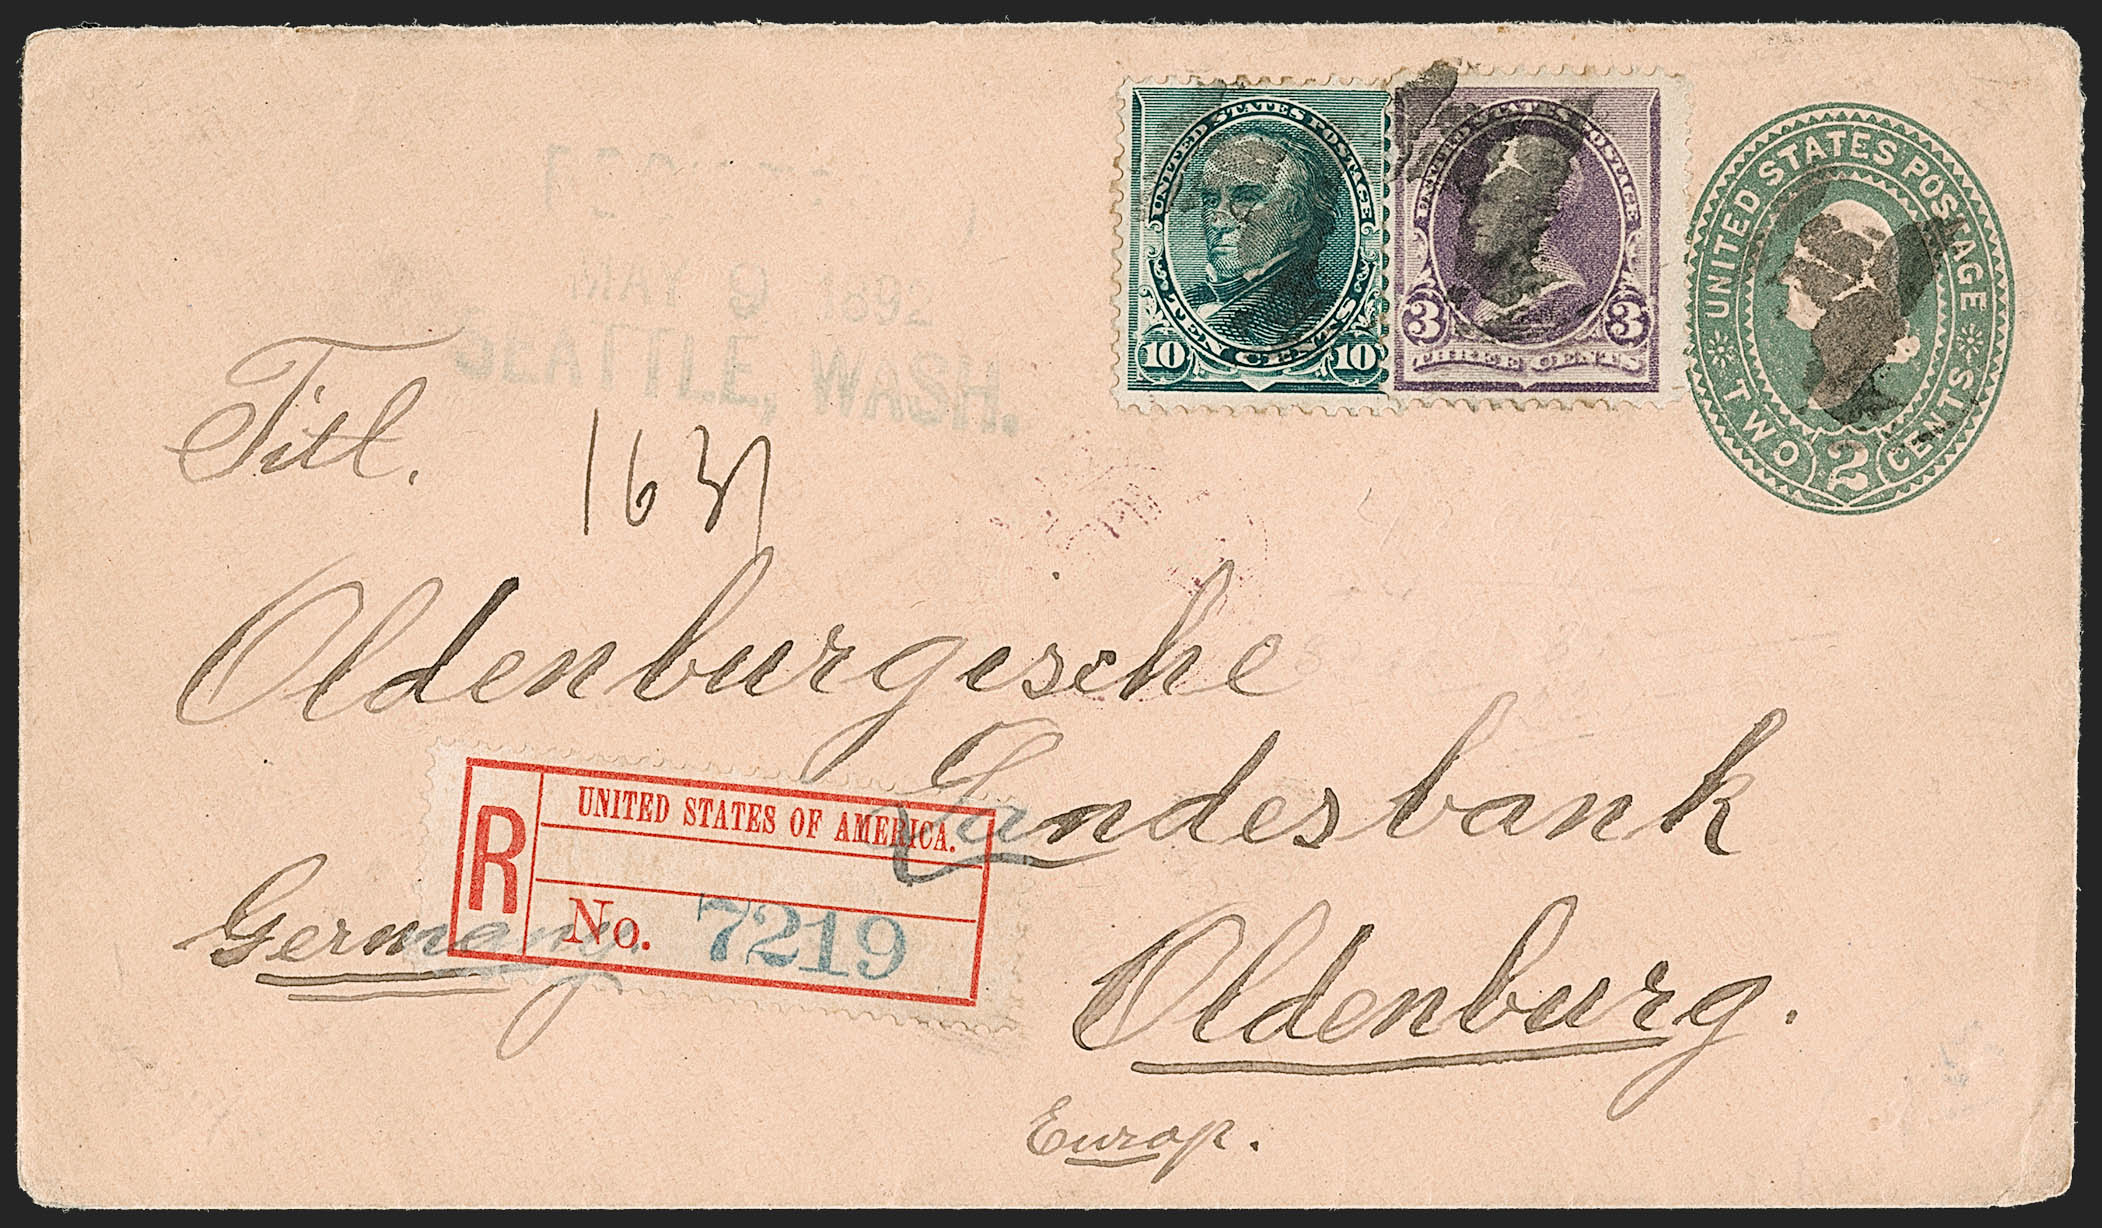 UNITED STATES POSTAGE
TEN CENTS
10 10
UNITED STATES POSTAGE
3 3
THREE CENTS
UNITED STATES POSTAGE
TWO 2 CENTS
MAY 9 1892
SEATTLE, WASH.
Titl.
Oldenburgische
Landesbank
R
UNITED STATES OF AMERICA.
No. 7219
Germany.
Oldenburg.
Europ.